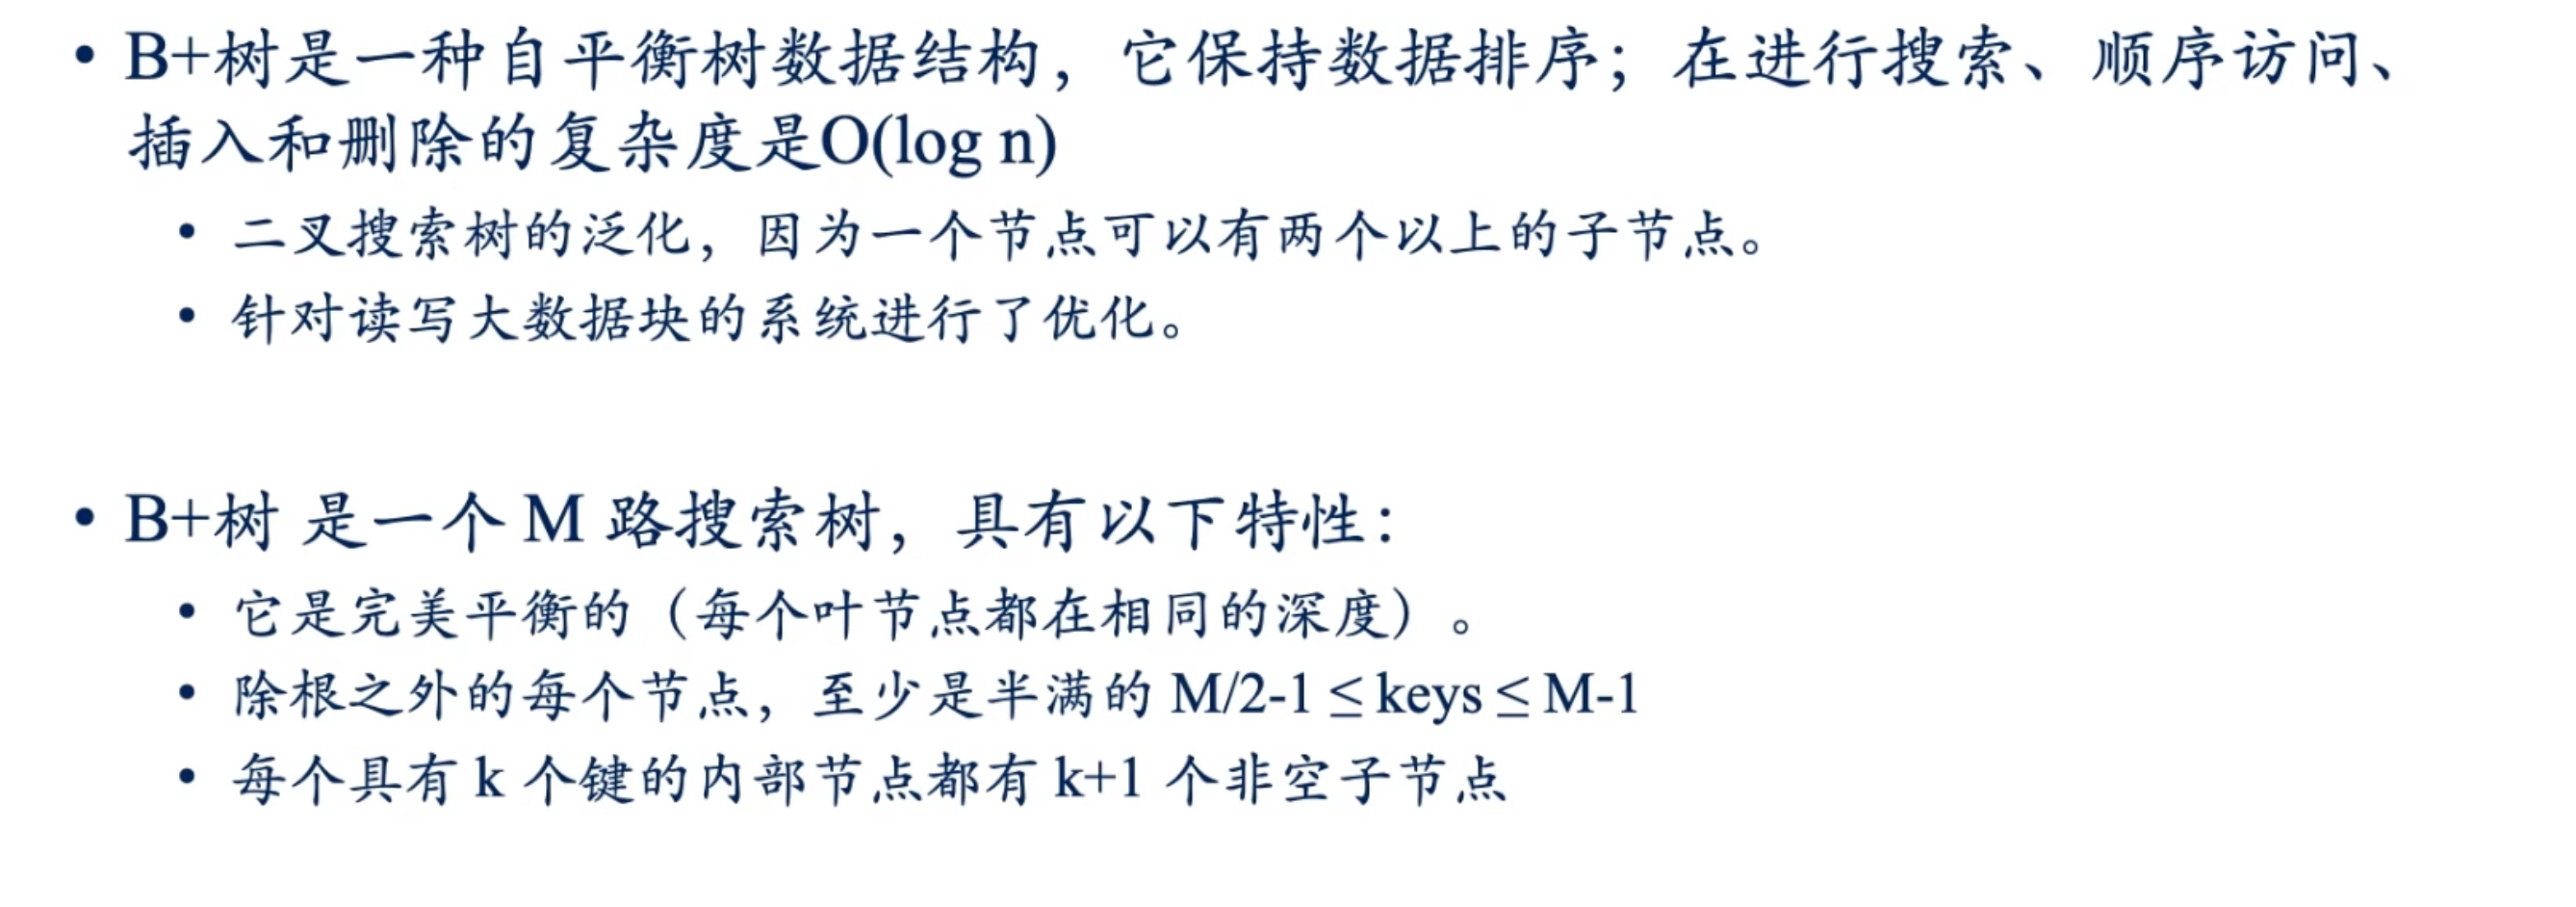 • B+树是一种自平衡树数据结构，它保持数据排序；在进行搜索、顺序访问、
插入和删除的复杂度是O(log n)
• 二叉搜索树的泛化，因为一个节点可以有两个以上的子节点。
• 针对读写大数据块的系统进行了优化。
• B+树 是一个 M 路搜索树，具有以下特性：
• 它是完美平衡的（每个叶节点都在相同的深度）。
• 除根之外的每个节点，至少是半满的 M/2-1 ≤ keys ≤ M-1
• 每个具有 k 个键的内部节点都有 k+1 个非空子节点